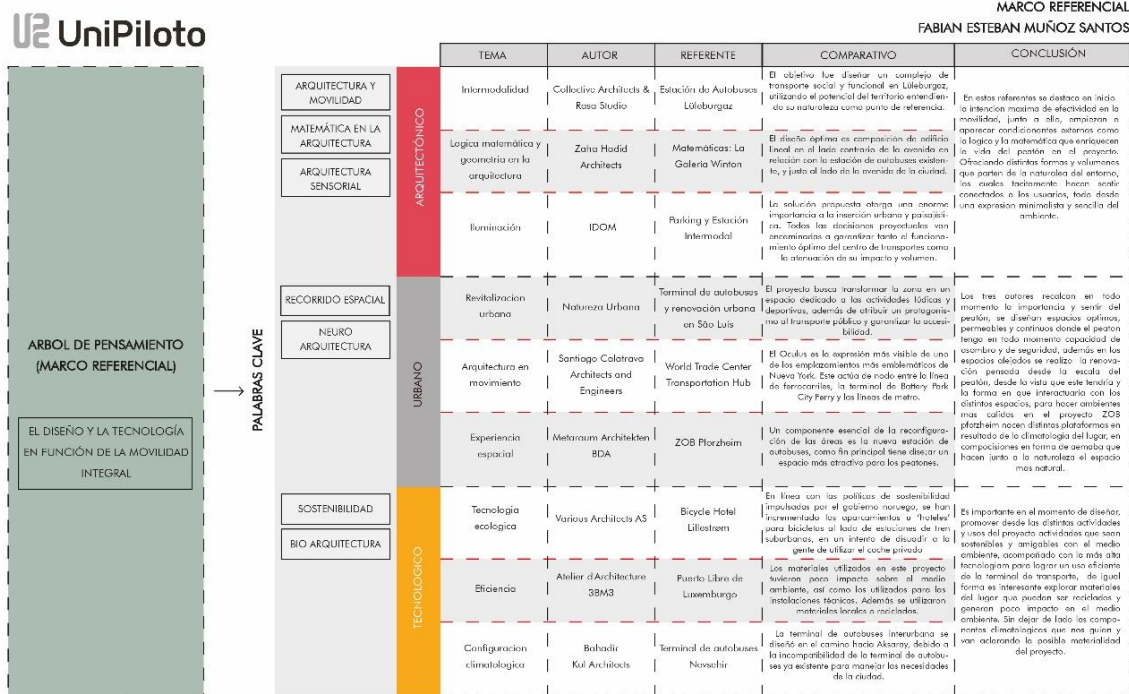 MARCO REFERENCIAL
FABIAN ESTEBAN MUÑOZ SANTOS
UniPiloto
ARBOL DE PENSAMIENTO
(MARCO REFERENCIAL)
EL DISEÑO Y LA TECNOLOGÍA
EN FUNCIÓN DE LA MOVILIDAD
INTEGRAL
PALABRAS CLAVE
ARQUITECTURA Y
MOVILIDAD
MATEMÁTICA EN LA
ARQUITECTURA
ARQUITECTURA
SENSORIAL
RECORRIDO ESPACIAL
NEURO
ARQUITECTURA
SOSTENIBILIDAD
BIO ARQUITECTURA
TEMA
AUTOR
REFERENTE
COMPARATIVO
CONCLUSIÓN
ARQUITECTÓNICO
Intermodalidad
Collective Architects &
Rasa Studio
Estación de Autobuses
Lüleburgaz
El objetivo fue diseñar un complejo de
transporte social y funcional en Lüleburgaz,
utilizando el potencial del territorio entendien-
do su naturaleza como punto de referencia.
Logica matemática y
geometria en la
arquitectura
Zaha Hadid
Architects
Matemáticas: La
Galería Winton
El diseño óptimo es composición de edificio
lineal en el lado contrario de la avenida en
relación con la estación de autobuses existen-
te, y justo al lado de la avenida de la ciudad.
Iluminación
IDOM
Parking y Estación
Intermodal
La solución propuesta otorga una enorme
importancia a la inserción urbana y paisajísti-
ca. Todas las decisiones proyectuales van
encaminadas a garantizar tanto el funciona-
miento óptimo del centro de transportes como
la atenuación de su impacto y volumen.
En estos referentes se destaca en inicio
la intencion maxima de efectividad en la
movilidad, junto a ello, empiezan a
aparecer condicionantes externos como
la logica y la matemática que enriquecen
la vida del peatón en el proyecto.
Ofreciendo distintas formas y volumenes
que parten de la naturaleza del entorno,
los cuales tacitamente hacen sentir
conectados a los usuarios, todo desde
una expresion minimalista y sencilla del
ambiente.
URBANO
Revitalizacion
urbana
Natureza Urbana
Terminal de autobuses
y renovación urbana
en São Luís
El proyecto busca transformar la zona en un
espacio dedicado a las actividades lúdicas y
deportivas, además de atribuir un protagonis-
mo al transporte público y garantizar la accesi-
bilidad.
Arquitectura en
movimiento
Santiago Calatrava
Architects and
Engineers
World Trade Center
Transportation Hub
El Oculus es la expresión más visible de uno
de los emplazamientos más emblemáticos de
Nueva York. Este actúa de nodo entre la línea
de ferrocarriles, la terminal de Battery Park
City Ferry y las líneas de metro.
Experiencia
espacial
Metaraum Architekten
BDA
ZOB Pforzheim
Un componente esencial de la reconfigura-
ción de las áreas es la nueva estación de
autobuses, como fin principal tiene diseñar un
espacio más atractivo para los peatones.
Los tres autores recalcan en todo
momento la importancia y sentir del
peatón, se diseñan espacios optimos,
permeables y continuos donde el peaton
tenga en todo momento capacidad de
asombro y de seguridad, además en los
espacios alejados se realizo la renova-
ción pensada desde la escala del
peatón, desde la vista que este tendria y
la forma en que interactuaria con los
distintos espacios, para hacer ambientes
mas calidos en el proyecto ZOB
pfotzheim nacen distintas plataformas en
resultado de la climatologia del lugar, en
compocisiones en forma de aemaba que
hacen junto a la naturaleza el espacio
mas natural.
TECNOLOGICO
Tecnología
ecologica
Various Architects AS
Bicycle Hotel
Lillestrøm
En línea con las políticas de sostenibilidad
impulsadas por el gobierno noruego, se han
incrementado los aparcamientos u 'hoteles'
para bicicletas al lado de estaciones de tren
suburbanas, en un intento de disuadir a la
gente de utilizar el coche privado
Eficiencia
Atelier d'Architecture
3BM3
Puerto Libre de
Luxemburgo
Los materiales utilizados en este proyecto
tuvieron poco impacto sobre el medio
ambiente, así como los utilizados para las
instalaciones técnicas. Además se utilizaron
materiales locales o reciclados.
Configuracion
climatologica
Bahadir
Kul Architects
Terminal de autobuses
Nevsehir
La terminal de autobuses interurbana se
diseñó en el camino hacia Aksaray, debido a
la incompatibilidad de la terminal de autobu-
ses ya existente para manejar las necesidades
de la ciudad.
Es importante en el momento de diseñar,
promover desde las distintas actividades
y usos del proyecto actividades que sean
sostenibles y amigables con el medio
ambiente, acompañado con la más alta
tecnologiam para lograr un uso eficiente
de la terminal de transporte, de igual
forma es interesante explorar materiales
del lugar que puedan ser reciclados y
generan poco impacto en el medio
ambiente. Sin dejar de lado los compo-
nentes climatologicos que nos guian y
van aclarando la posible materialidad
del proyecto.